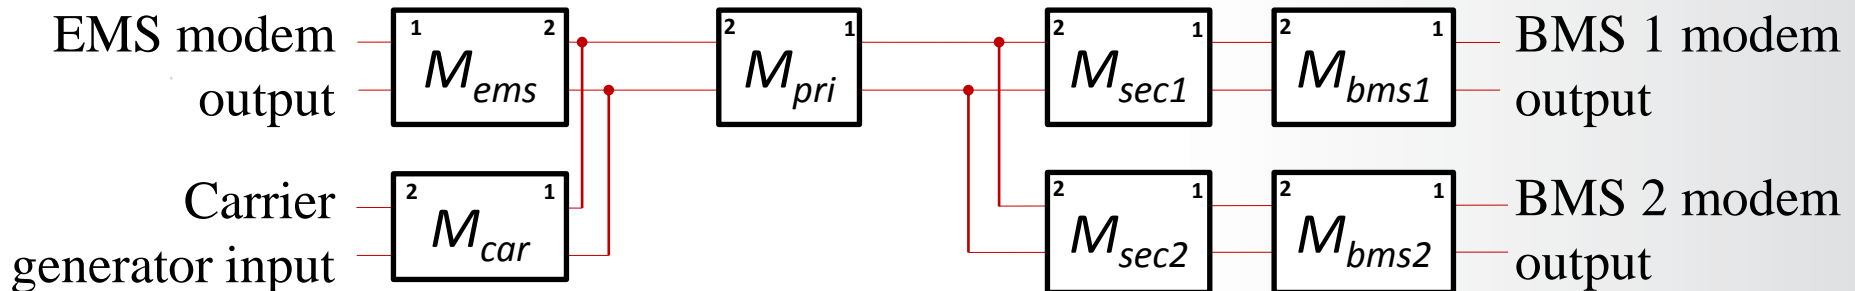 EMS modem
output
1 2
M_ems
2 1
M_pri
2 1
M_sec1
2 1
M_bms1
BMS 1 modem
output
Carrier
generator input
2 1
M_car
2 1
M_sec2
2 1
M_bms2
BMS 2 modem
output